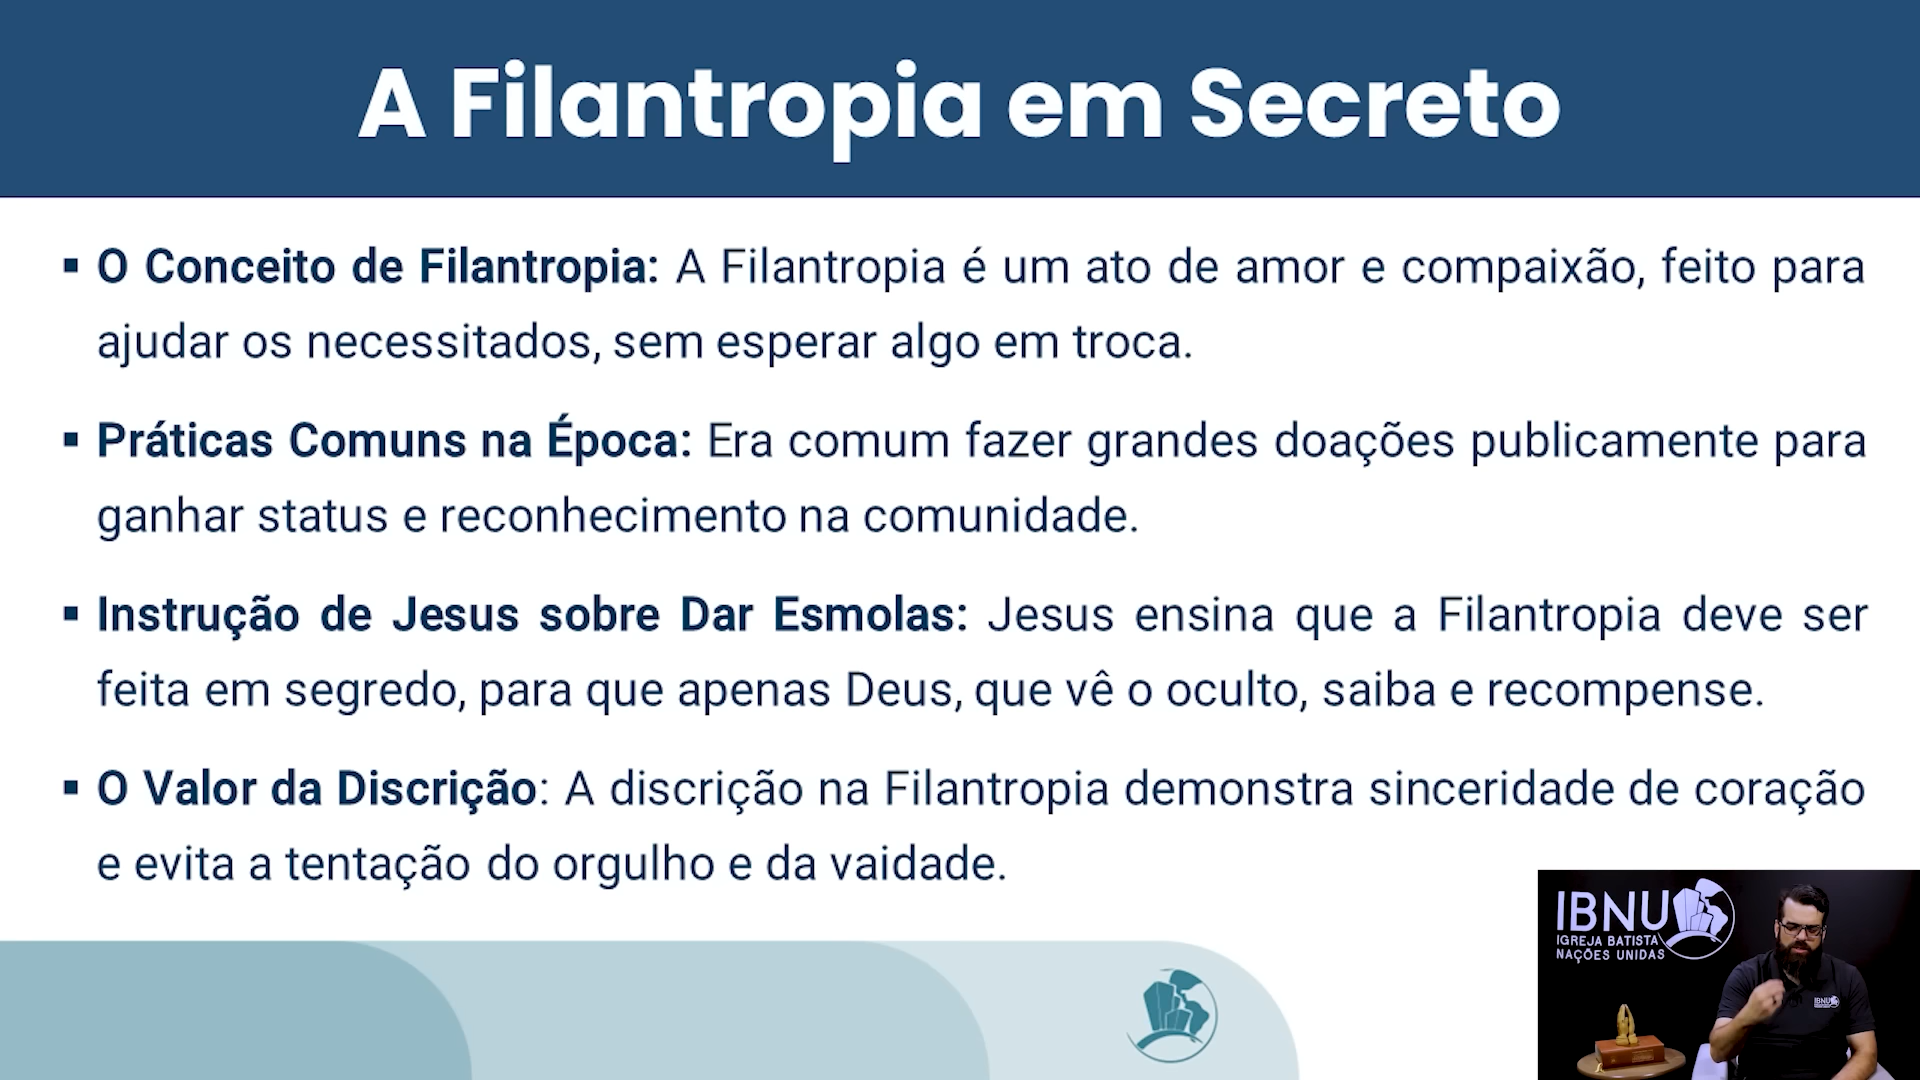 A Filantropia em Secreto
▪ O Conceito de Filantropia: A Filantropia é um ato de amor e compaixão, feito para
ajudar os necessitados, sem esperar algo em troca.
▪ Práticas Comuns na Época: Era comum fazer grandes doações publicamente para
ganhar status e reconhecimento na comunidade.
▪ Instrução de Jesus sobre Dar Esmolas: Jesus ensina que a Filantropia deve ser
feita em segredo, para que apenas Deus, que vê o oculto, saiba e recompense.
▪ O Valor da Discrição: A discrição na Filantropia demonstra sinceridade de coração
e evita a tentação do orgulho e da vaidade.
IBNU
IGREJA BATISTA
NAÇÕES UNIDAS
IBNU